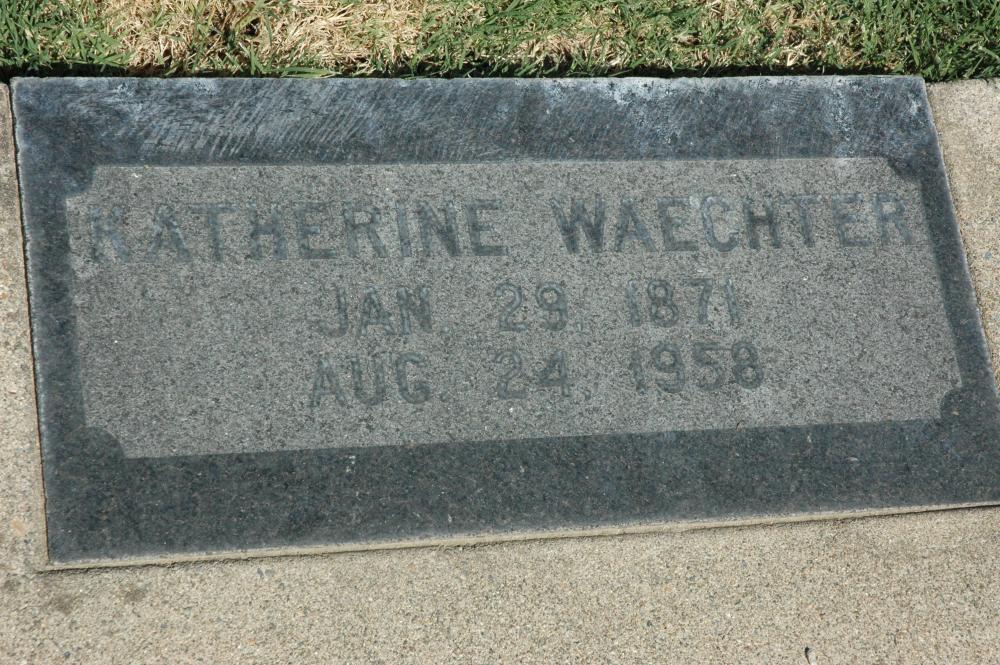 KATHERINE WAECHTER
JAN. 29. 1871
AUG. 24. 1958